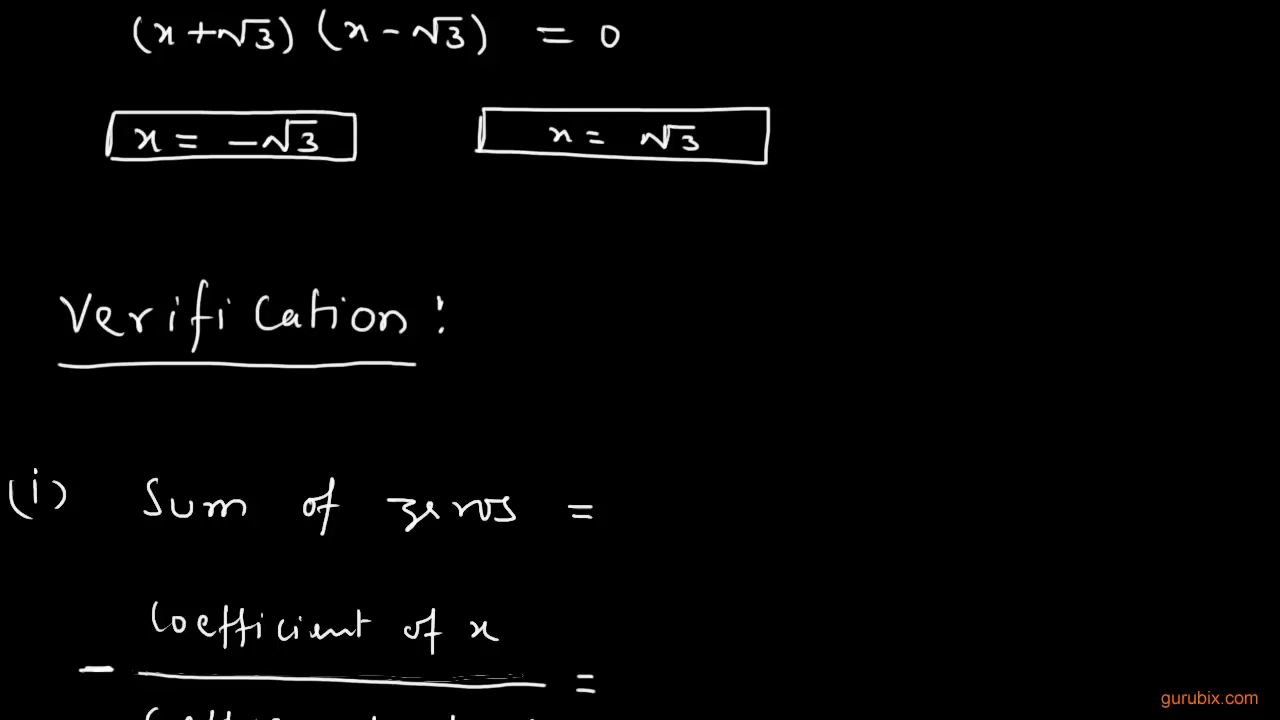 (x+√3) (x-√3) = 0
x = -√3 x = √3
Verification:
(i) Sum of zeros =
Coefficient of x
- =
gurubix.com